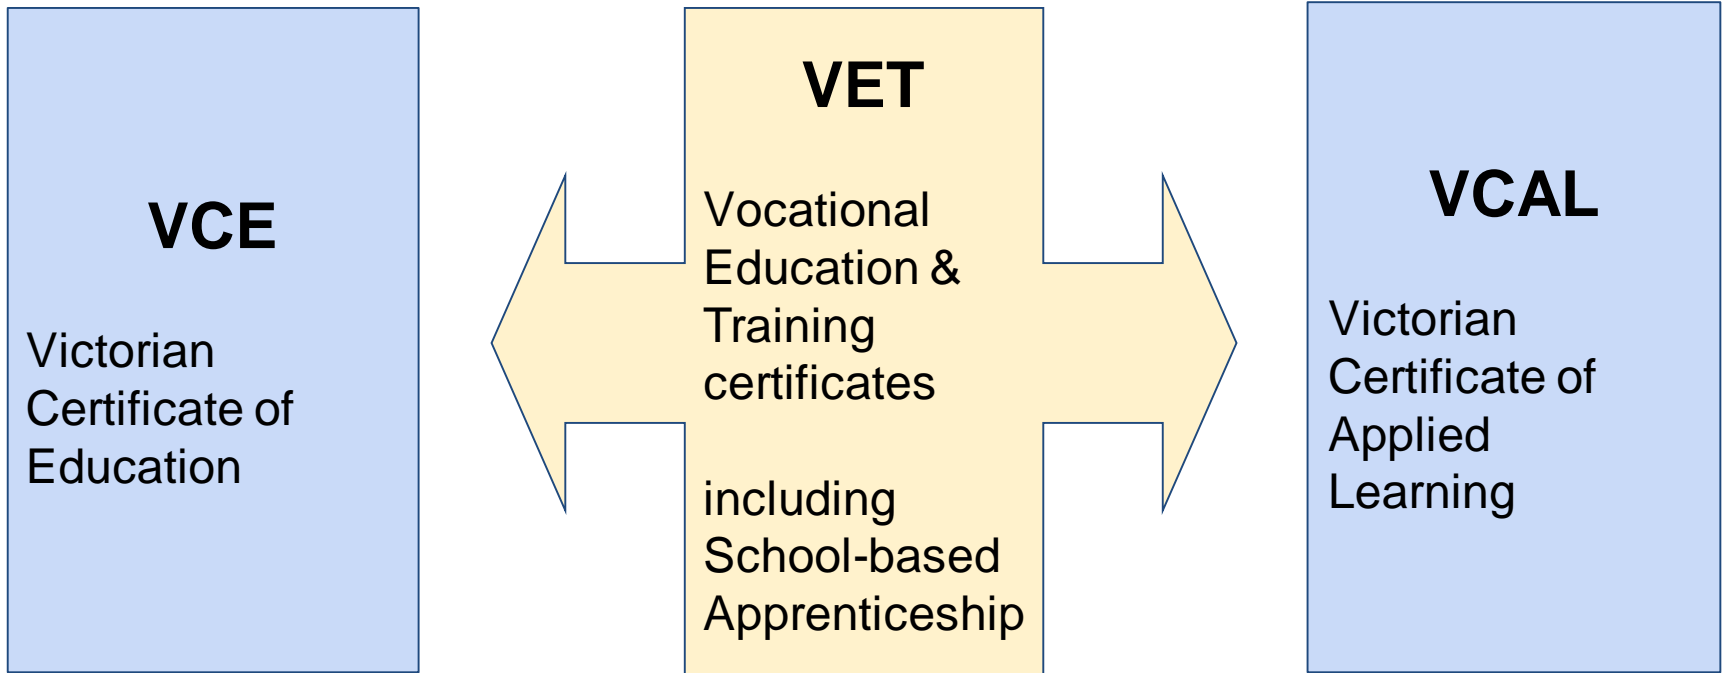 VCE
Victorian
Certificate of
Education
VET
Vocational
Education &
Training
certificates
including
School-based
Apprenticeship
VCAL
Victorian
Certificate of
Applied
Learning